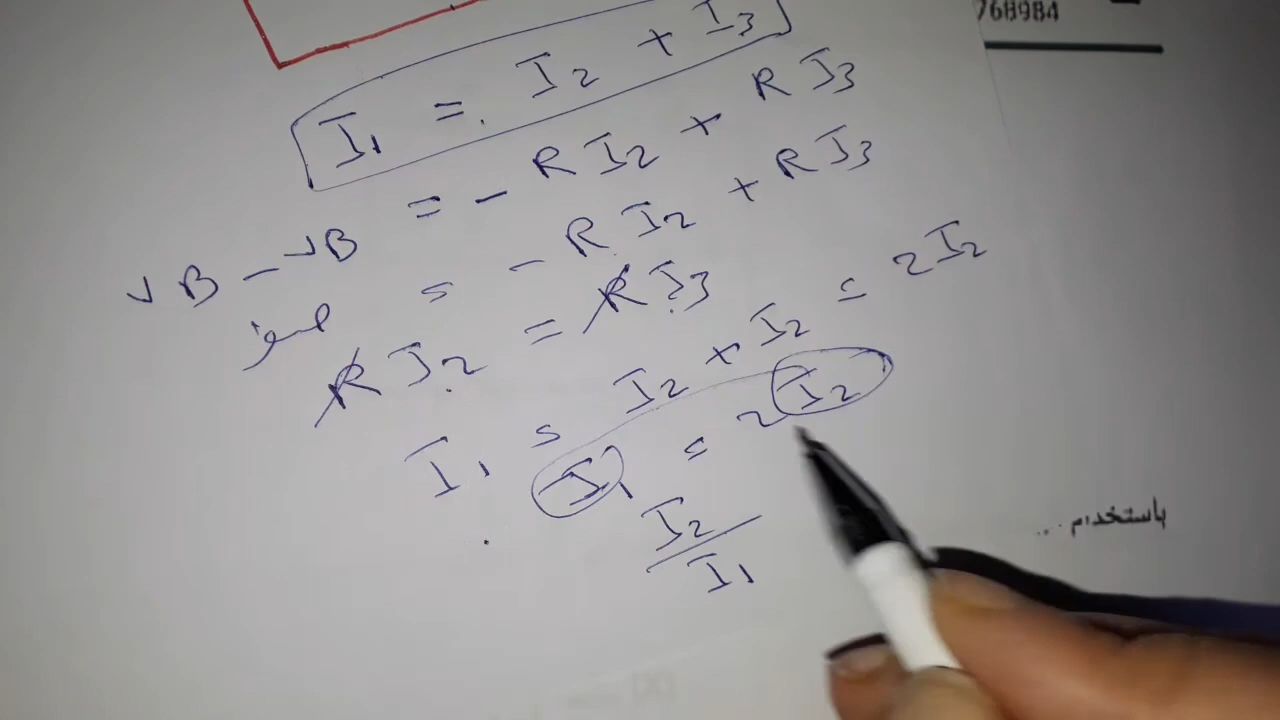 768984
I1 = I2 + I3
VB - VB = - R I2 + R I3
صفر = - R I2 + R I3
R I2 = R I3
I1 = I2 + I2 = 2 I2
I1 = 2 I2
I2 / I1
باستخدام ...